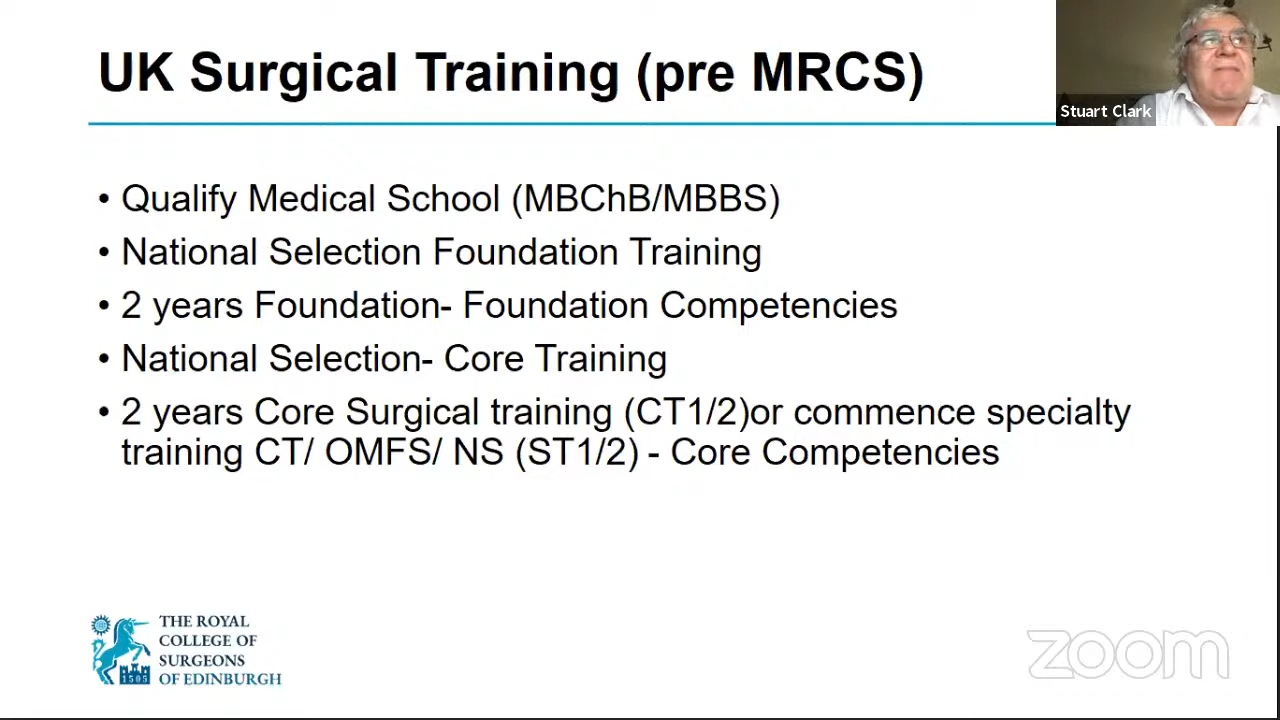 UK Surgical Training (pre MRCS)
Stuart Clark
• Qualify Medical School (MBChB/MBBS)
• National Selection Foundation Training
• 2 years Foundation- Foundation Competencies
• National Selection- Core Training
• 2 years Core Surgical training (CT1/2)or commence specialty
training CT/ OMFS/ NS (ST1/2) - Core Competencies
THE ROYAL
COLLEGE OF
SURGEONS
OF EDINBURGH
1505
zoom